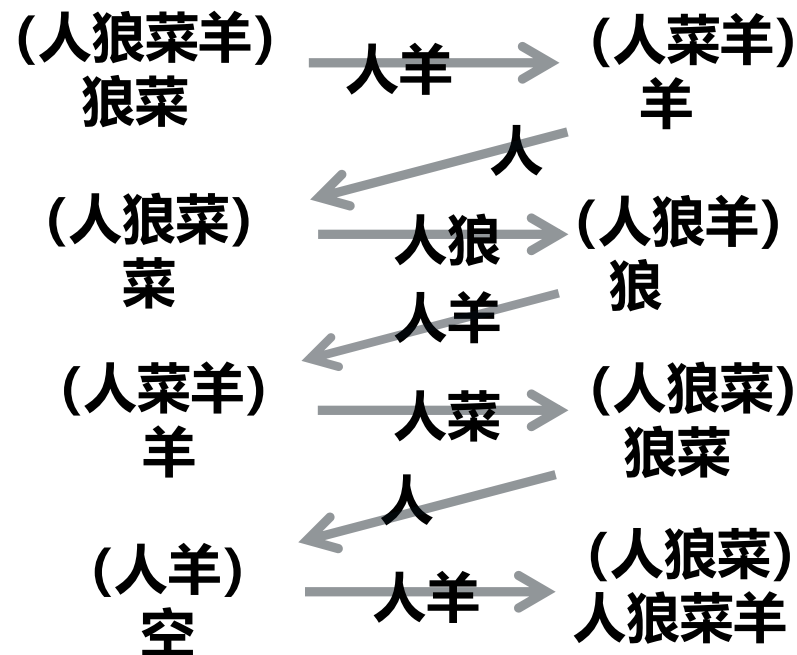 (人狼菜羊)
狼菜
人羊
(人菜羊)
羊
人
(人狼菜)
菜
人狼
(人狼羊)
狼
人羊
(人菜羊)
羊
人菜
(人狼菜)
狼菜
人
(人羊)
空
人羊
(人狼菜)
人狼菜羊